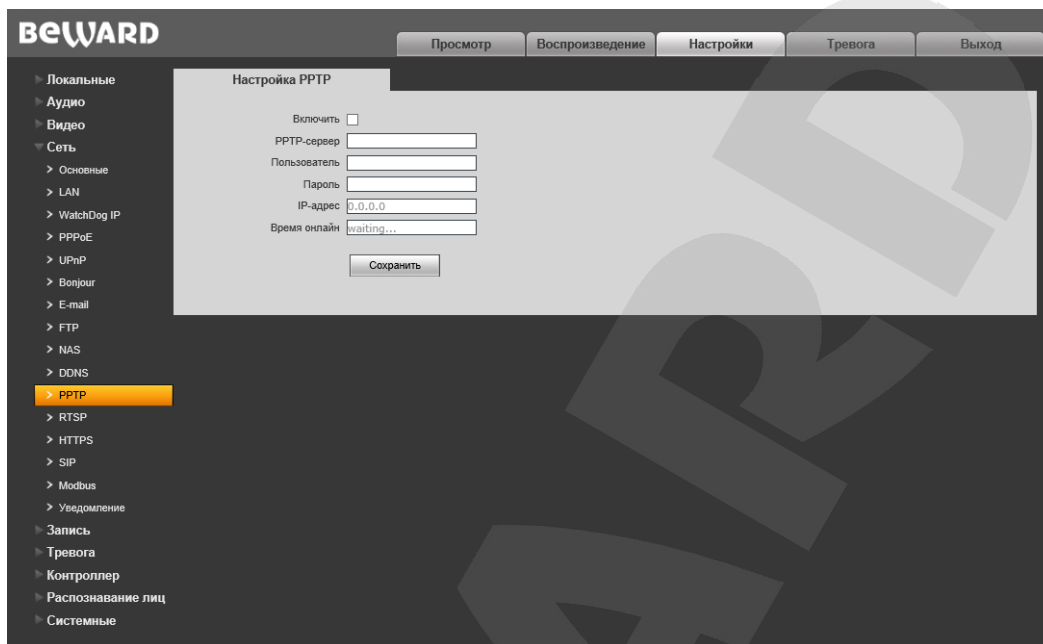 BEWARD
Просмотр
Воспроизведение
Настройки
Тревога
Выход
Локальные
Аудио
Видео
Сеть
Основные
LAN
WatchDog IP
PPPoE
UPnP
Bonjour
E-mail
FTP
NAS
DDNS
PPTP
RTSP
HTTPS
SIP
Modbus
Уведомление
Запись
Тревога
Контроллер
Распознавание лиц
Системные
Настройка PPTP
Включить
PPTP-сервер
Пользователь
Пароль
IP-адрес 0.0.0.0
Время онлайн waiting...
Сохранить
ARD